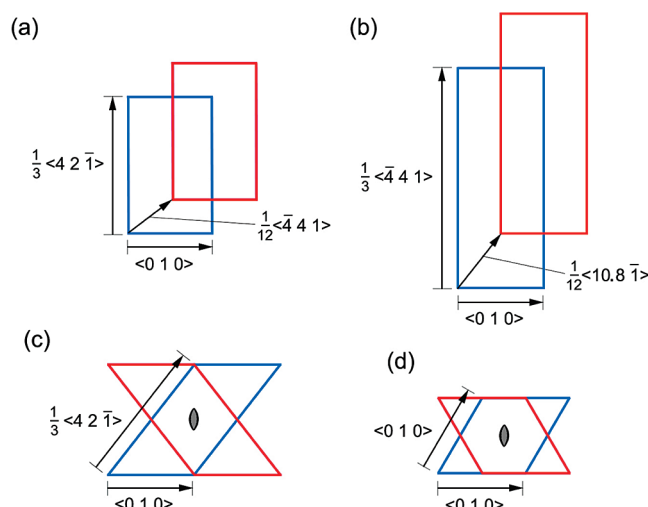 (a)
1/3 <4 2 1̅>
1/12 <4̅ 4 1>
<0 1 0>
(b)
1/3 <4̅ 4 1>
1/12 <10.8 1̅>
<0 1 0>
(c)
1/3 <4 2 1̅>
<0 1 0>
(d)
<0 1 0>
<0 1 0>